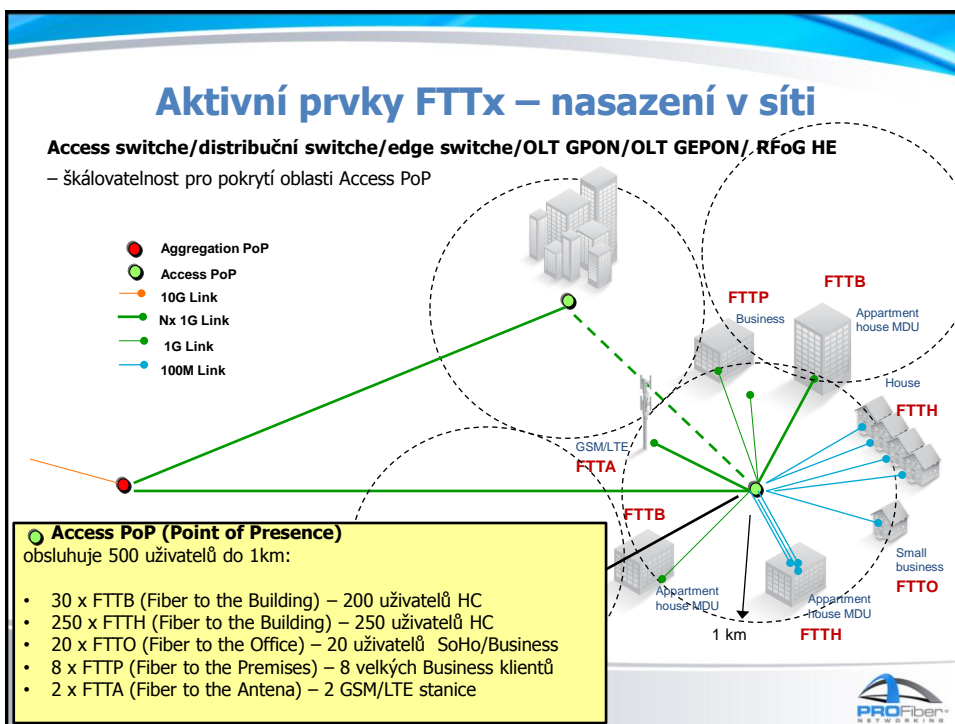 Aktivní prvky FTTx – nasazení v síti
Access switche/distribuční switche/edge switche/OLT GPON/OLT GEPON/ RFoG HE
– škálovatelnost pro pokrytí oblasti Access PoP
Aggregation PoP
Access PoP
10G Link
Nx 1G Link
1G Link
100M Link
FTTP
Business
FTTB
Appartment
house MDU
House
FTTH
GSM/LTE
FTTA
FTTB
Appartment
house MDU
Small
business
FTTO
Appartment
house MDU
FTTH
1 km
Access PoP (Point of Presence)
obsluhuje 500 uživatelů do 1km:
• 30 x FTTB (Fiber to the Building) – 200 uživatelů HC
• 250 x FTTH (Fiber to the Building) – 250 uživatelů HC
• 20 x FTTO (Fiber to the Office) – 20 uživatelů SoHo/Business
• 8 x FTTP (Fiber to the Premises) – 8 velkých Business klientů
• 2 x FTTA (Fiber to the Antena) – 2 GSM/LTE stanice
PROFiber
NETWORKING